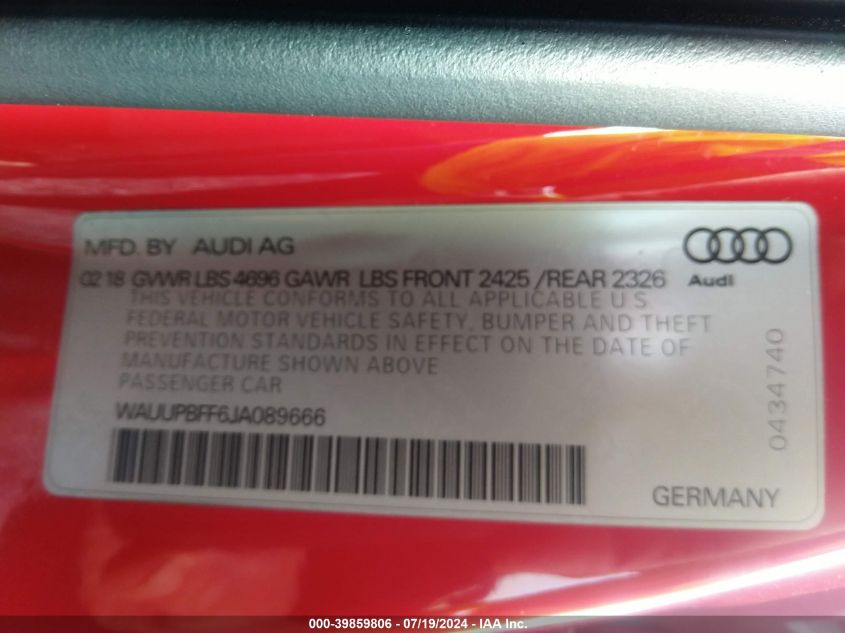 MFD. BY AUDI AG
02 18 GVWR LBS 4696 GAWR LBS FRONT 2425 /REAR 2326
Audi
THIS VEHICLE CONFORMS TO ALL APPLICABLE U.S.
FEDERAL MOTOR VEHICLE SAFETY, BUMPER AND THEFT
PREVENTION STANDARDS IN EFFECT ON THE DATE OF
MANUFACTURE SHOWN ABOVE
PASSENGER CAR
WAUUPBFF6JA089666
0434740
GERMANY
000-39859806 - 07/19/2024 - IAA Inc.